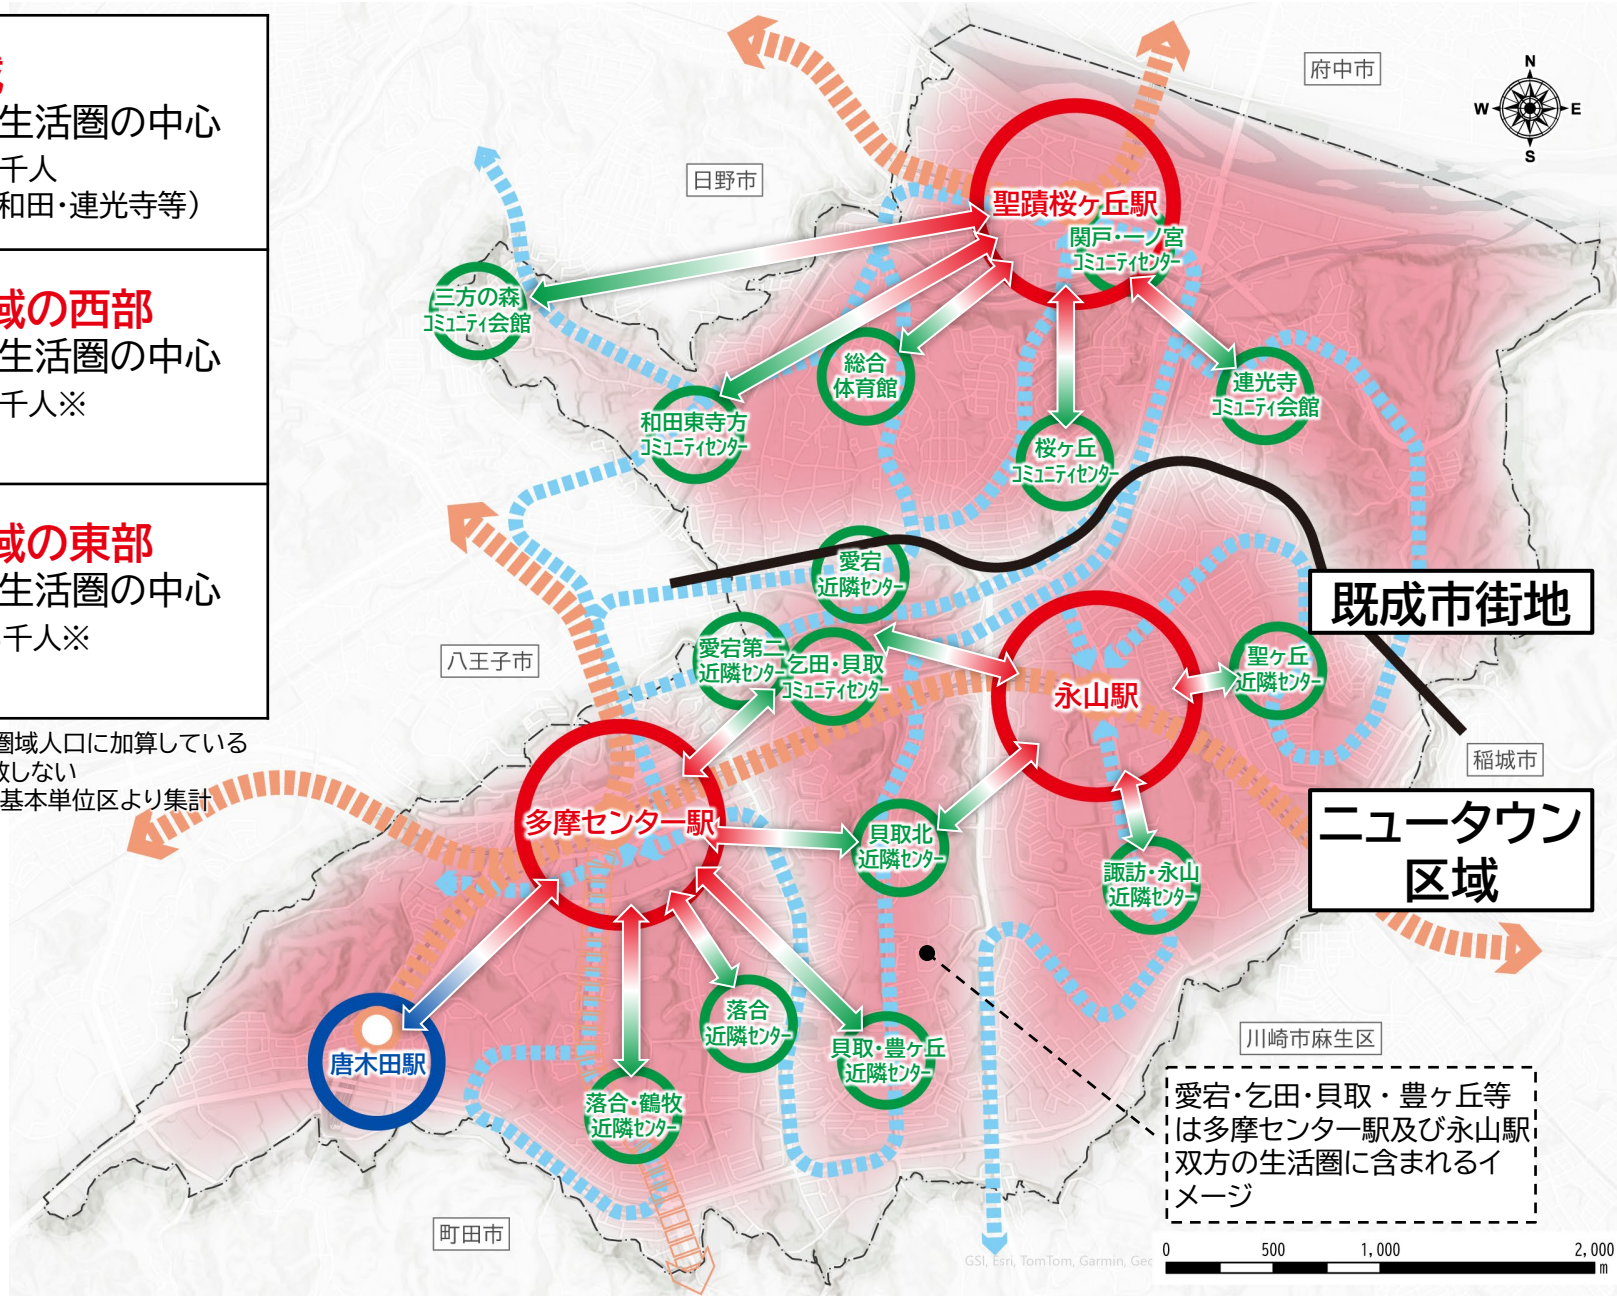 域
生活圏の中心
千人
和田・連光寺等）
域の西部
生活圏の中心
千人※
域の東部
生活圏の中心
千人※
圏域人口に加算している
致しない
基本単位区より集計
府中市
N
W
E
S
日野市
聖蹟桜ヶ丘駅
関戸・一ノ宮
コミュニティセンター
三方の森
コミュニティ会館
総合
体育館
連光寺
コミュニティ会館
和田東寺方
コミュニティセンター
桜ヶ丘
コミュニティセンター
愛宕
近隣センター
既成市街地
八王子市
愛宕第二
近隣センター
乞田・貝取
コミュニティセンター
永山駅
聖ヶ丘
近隣センター
稲城市
ニュータウン
区域
多摩センター駅
貝取北
近隣センター
諏訪・永山
近隣センター
唐木田駅
落合
近隣センター
貝取・豊ヶ丘
近隣センター
落合・鶴牧
近隣センター
川崎市麻生区
愛宕・乞田・貝取・豊ヶ丘等
は多摩センター駅及び永山駅
双方の生活圏に含まれるイ
メージ
町田市
GSI, Esri, TomTom, Garmin, Geo
0
500
1,000
2,000
m